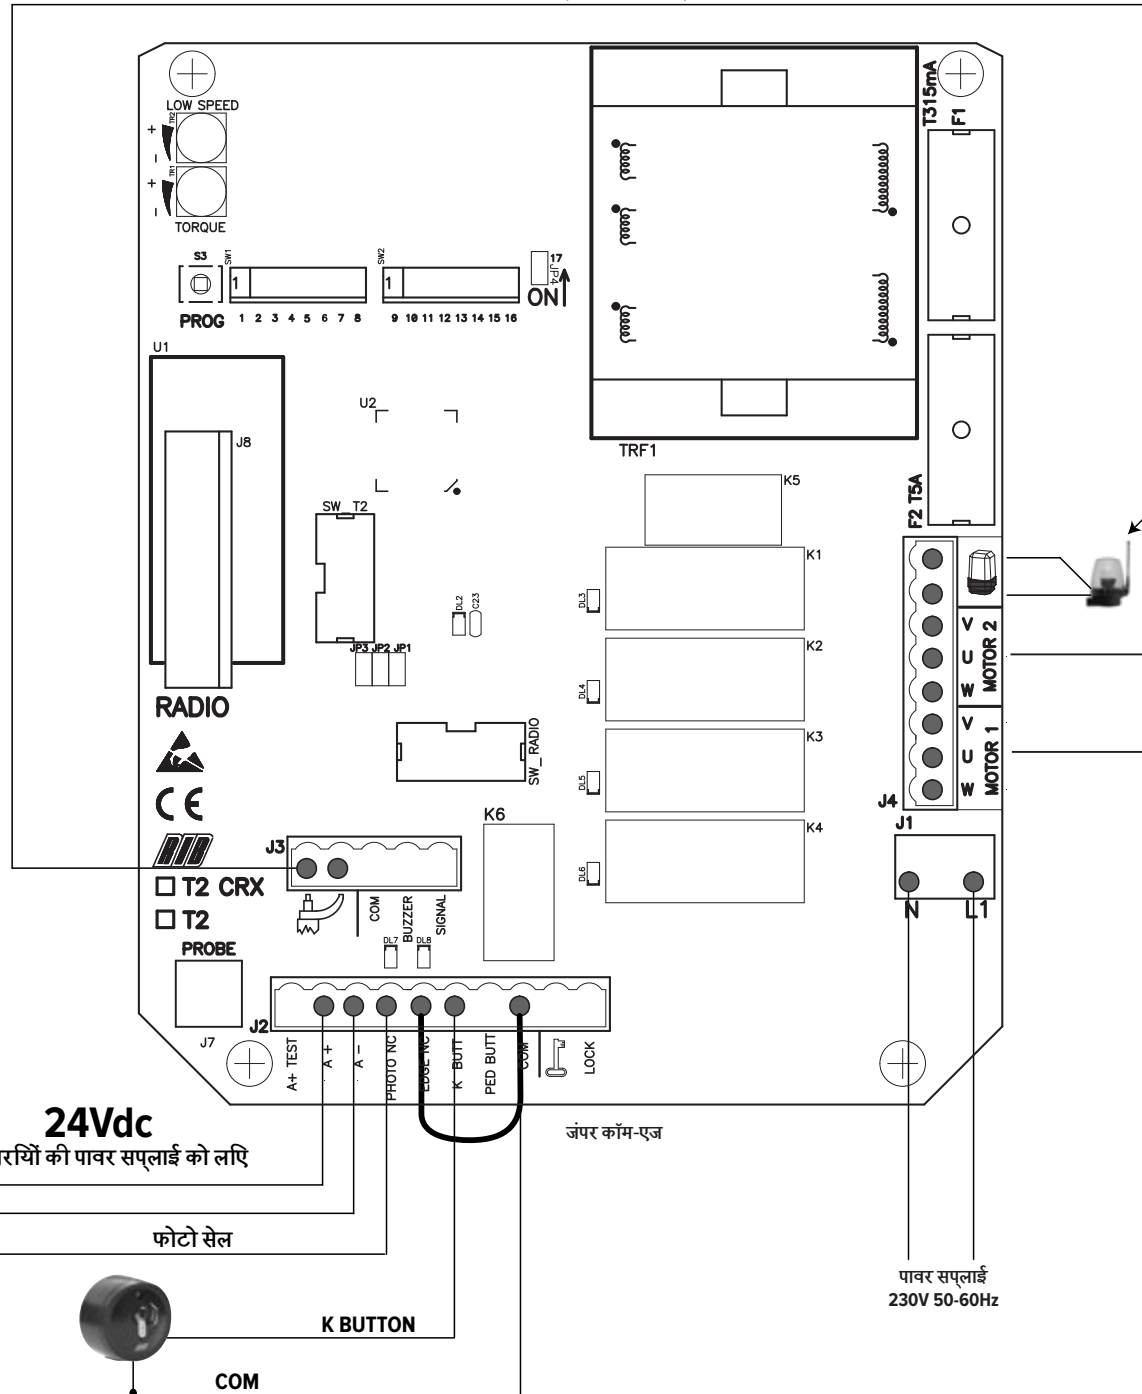 LOW SPEED
TR2
+
-
TR1
+
-
TORQUE
T315mA
F1
S3
SW1
SW2
17
JP4
1
1
ON
PROG
1 2 3 4 5 6 7 8
9 10 11 12 13 14 15 16
U1
U2
J8
TRF1
K5
F2 T5A
SW_T2
K1
DL2
C23
DL3
JP3 JP2 JP1
K2
DL4
V
U
W
MOTOR 2
RADIO
SW_RADIO
K3
DL5
V
U
W
MOTOR 1
J4
CE
K6
K4
J1
J3
DL6
T2 CRX
T2
COM
BUZZER
SIGNAL
N
L1
DL7
DL8
PROBE
J2
J7
A+ TEST
A +
A -
PHOTO NC
EDGE NC
K BUTT
PED BUTT
COM
LOCK
24Vdc
जंपर कॉम-एज
रयिों की पावर सप्लाई को लिए
फोटो सेल
पावर सप्लाई
230V 50-60Hz
K BUTTON
COM